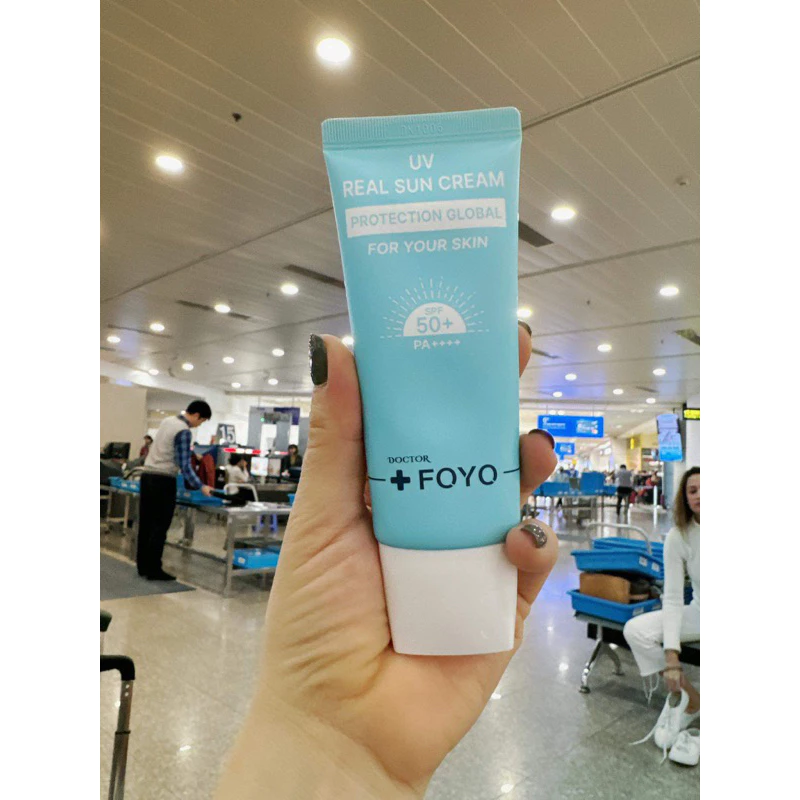 UV
REAL SUN CREAM
PROTECTION GLOBAL
FOR YOUR SKIN
SPF
50+
PA++++
DOCTOR
FOYO
15